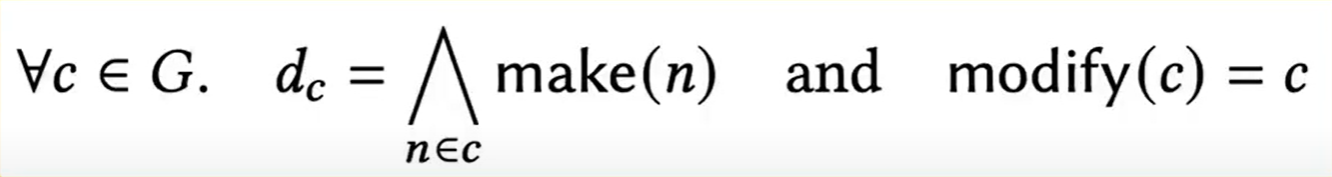 ∀c ∈ G. d_c = ⋀_{n∈c} make(n) and modify(c) = c